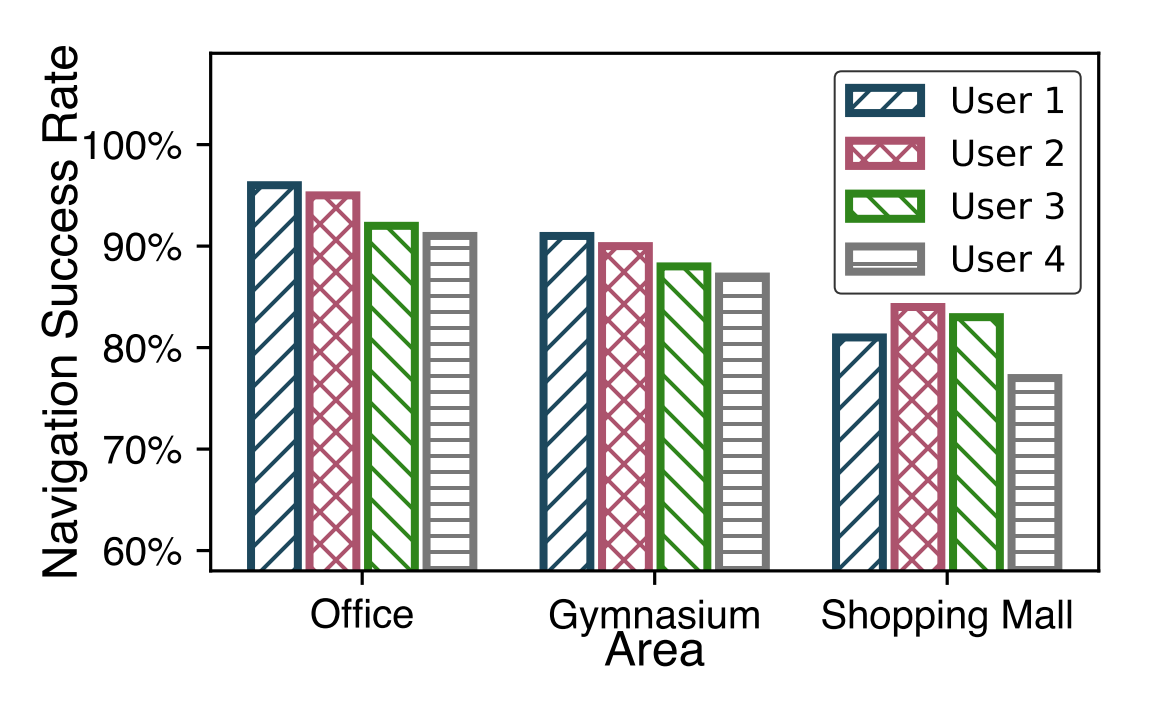 Navigation Success Rate
100%
90%
80%
70%
60%
User 1
User 2
User 3
User 4
Office
Gymnasium
Shopping Mall
Area